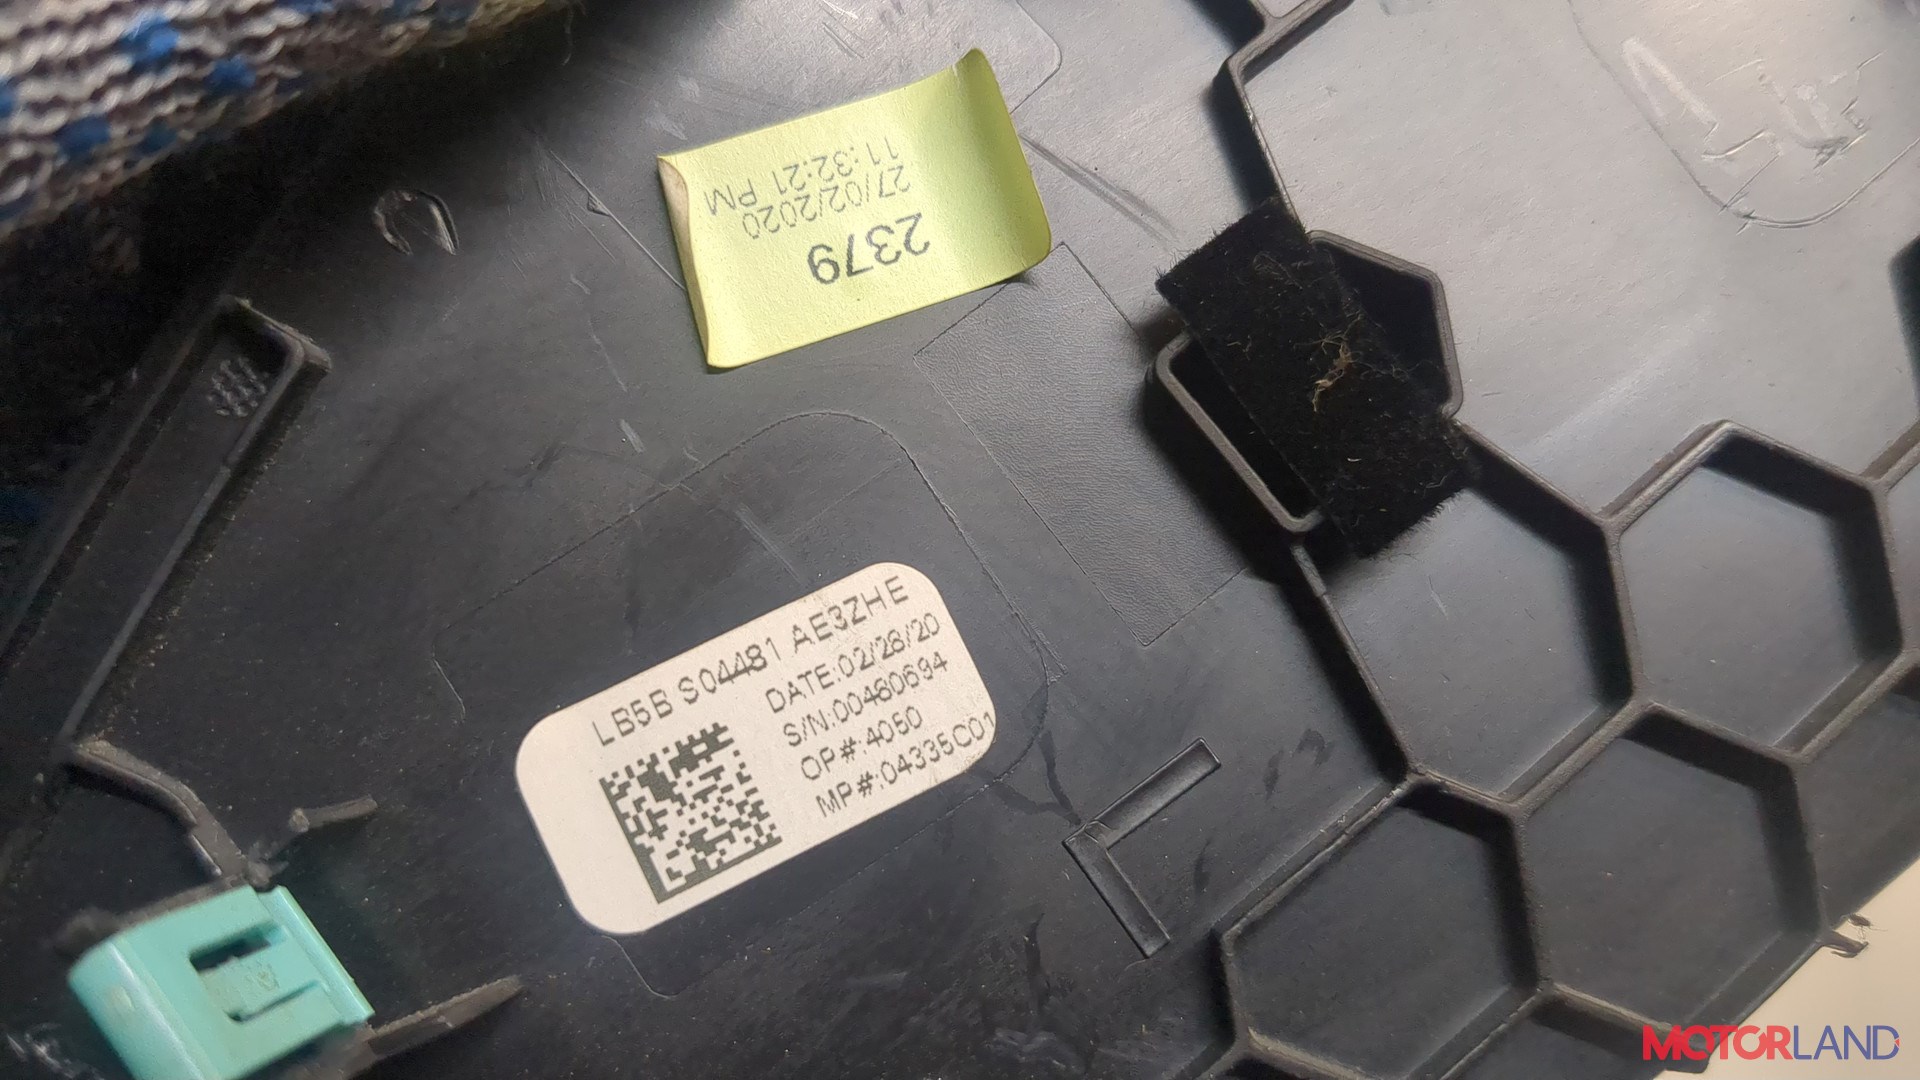 2379
27/02/2020
11:32:21 PM
LB5B S04481 AE3ZHE
DATE:02/28/20
S/N:00480694
OP#:4050
MP#:04335C01
MOTORLAND